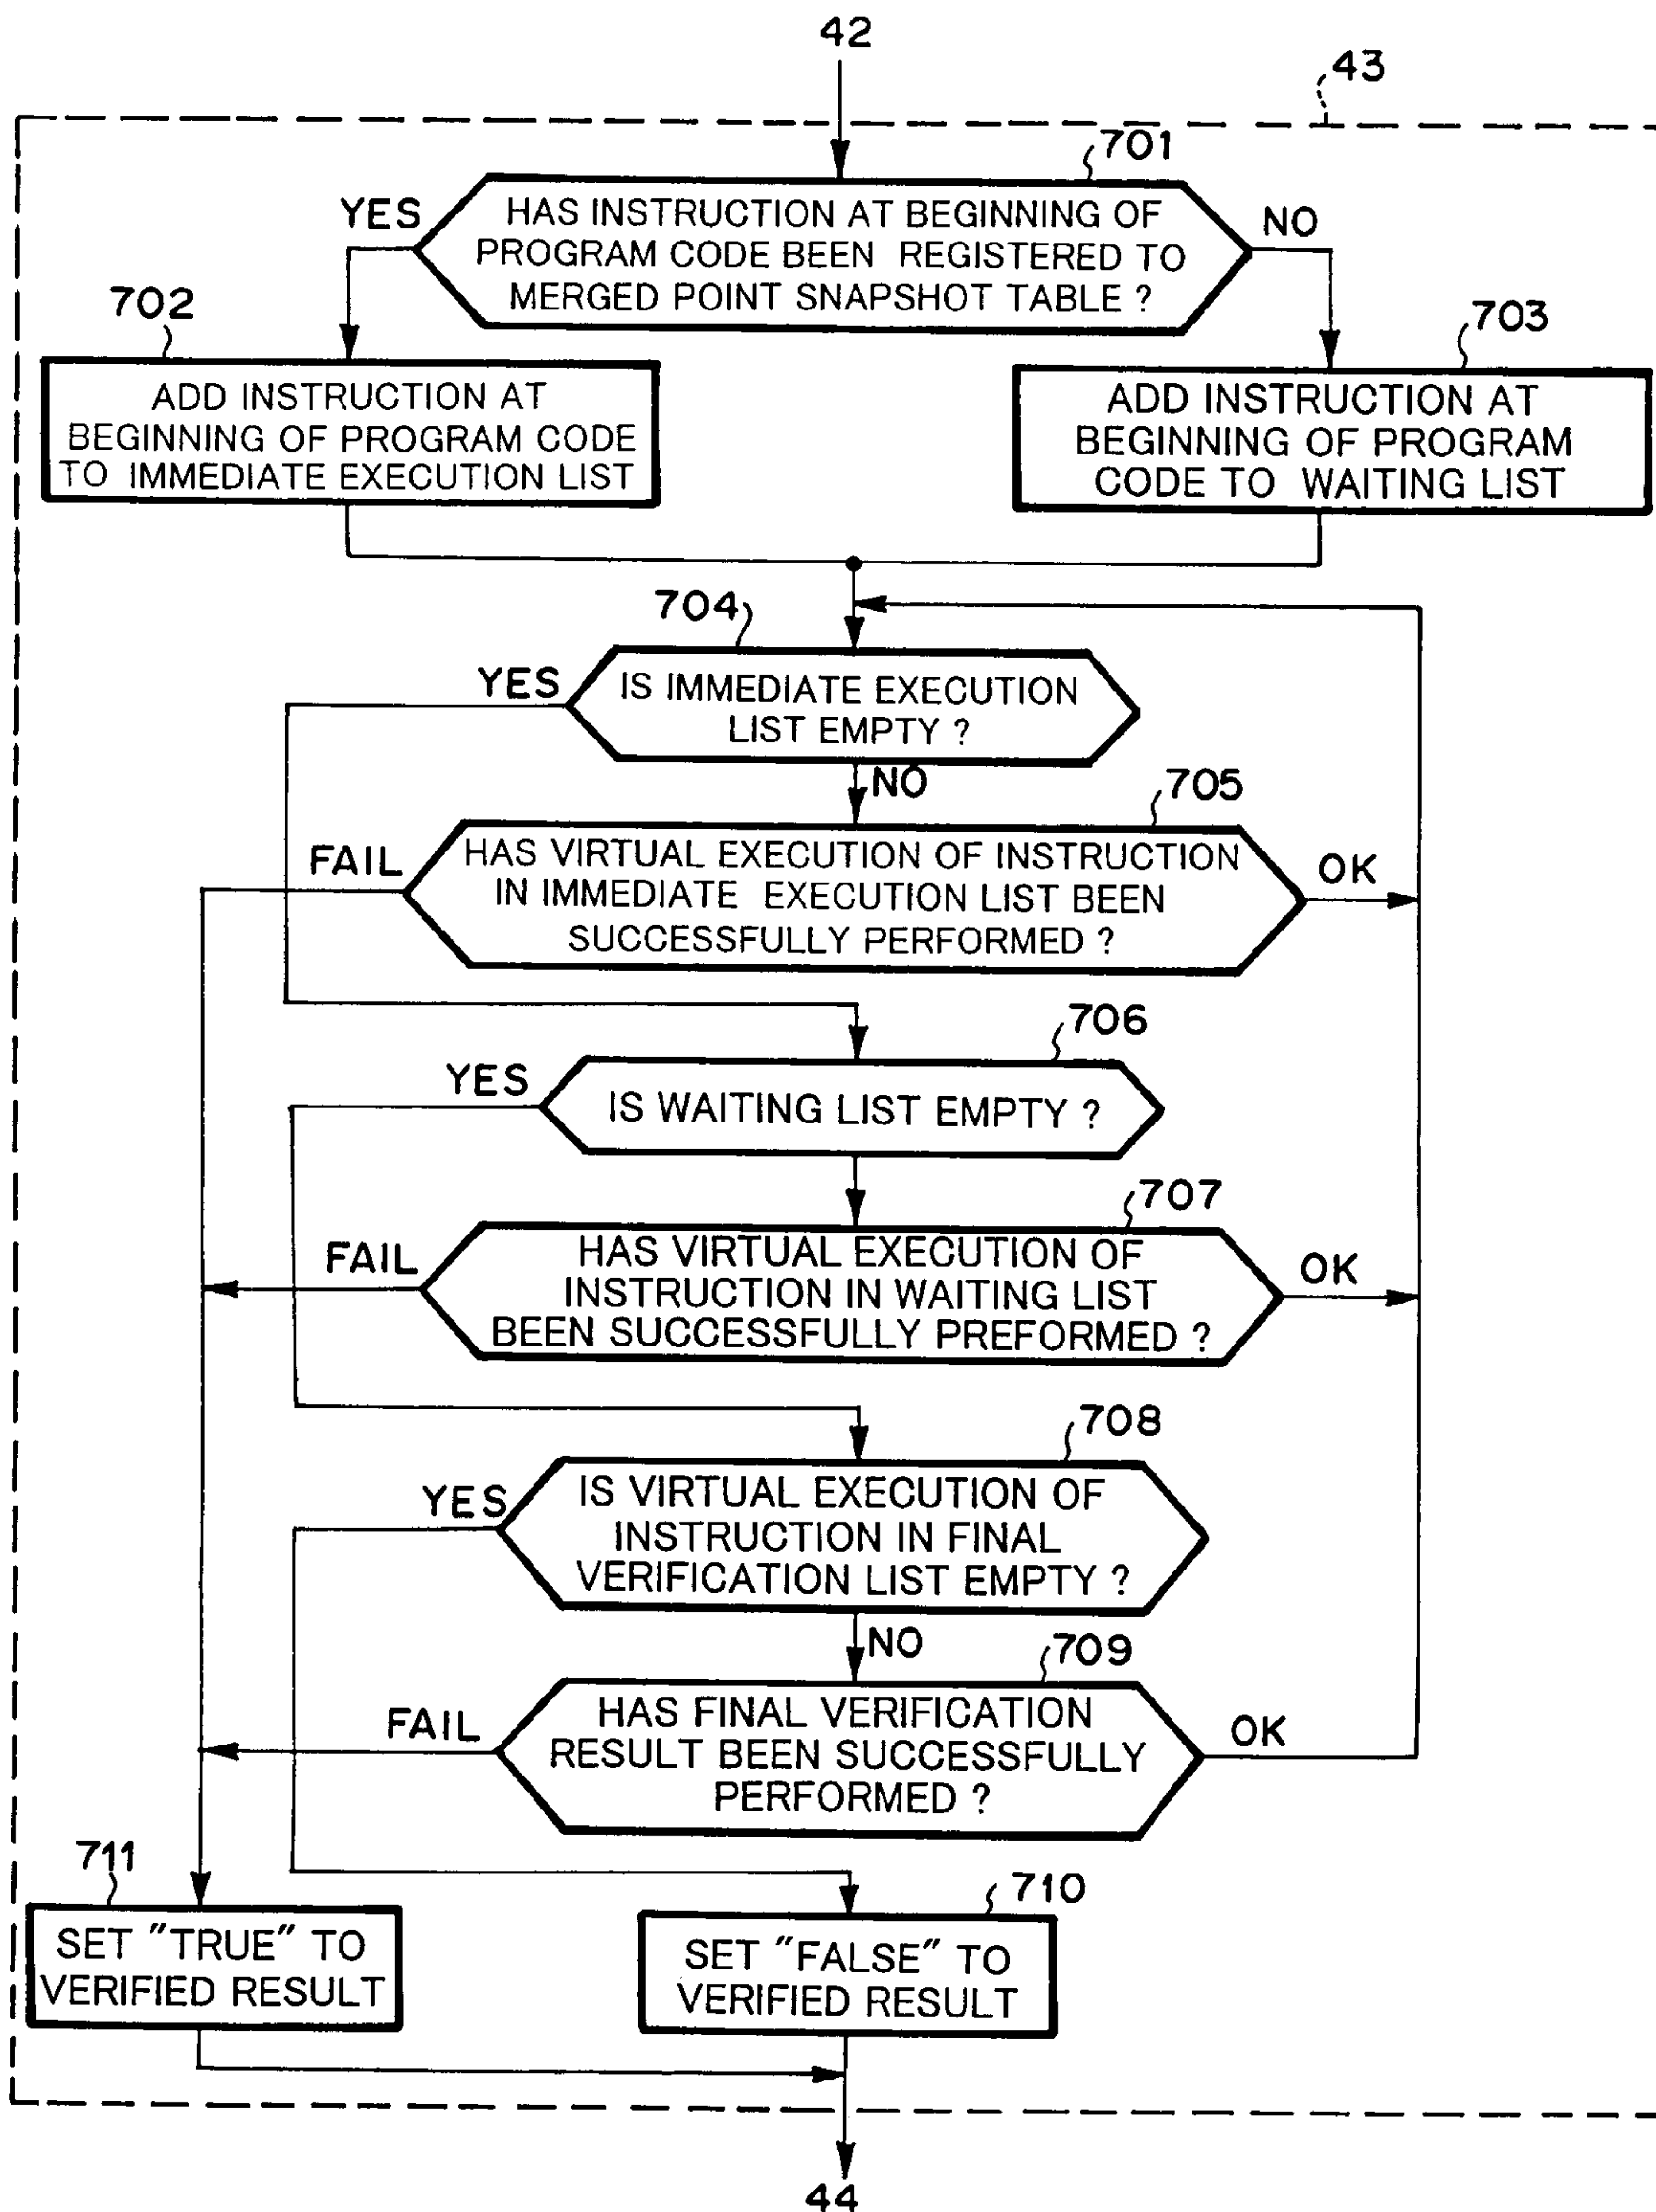 42
43
701
YES
HAS INSTRUCTION AT BEGINNING OF
PROGRAM CODE BEEN REGISTERED TO
MERGED POINT SNAPSHOT TABLE ?
NO
702
ADD INSTRUCTION AT
BEGINNING OF PROGRAM CODE
TO IMMEDIATE EXECUTION LIST
703
ADD INSTRUCTION AT
BEGINNING OF PROGRAM
CODE TO WAITING LIST
704
YES
IS IMMEDIATE EXECUTION
LIST EMPTY ?
NO
705
FAIL
HAS VIRTUAL EXECUTION OF INSTRUCTION
IN IMMEDIATE EXECUTION LIST BEEN
SUCCESSFULLY PERFORMED ?
OK
706
YES
IS WAITING LIST EMPTY ?
707
FAIL
HAS VIRTUAL EXECUTION OF
INSTRUCTION IN WAITING LIST
BEEN SUCCESSFULLY PREFORMED ?
OK
708
YES
IS VIRTUAL EXECUTION OF
INSTRUCTION IN FINAL
VERIFICATION LIST EMPTY ?
NO
709
FAIL
HAS FINAL VERIFICATION
RESULT BEEN SUCCESSFULLY
PERFORMED ?
OK
711
SET "TRUE" TO
VERIFIED RESULT
710
SET "FALSE" TO
VERIFIED RESULT
44